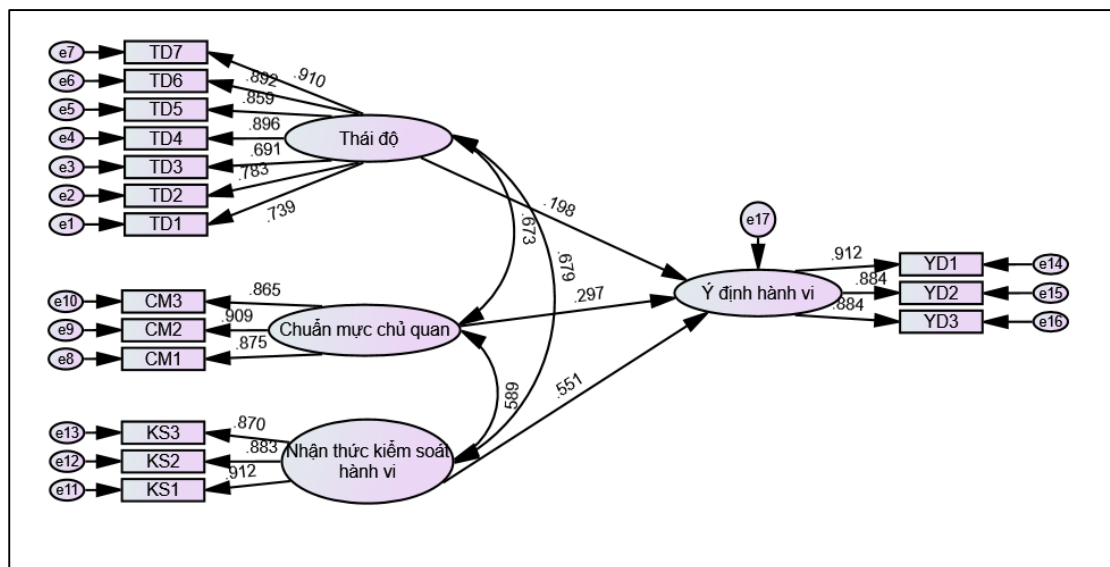 e7
TD7
.910
e6
TD6
.892
e5
TD5
.859
e4
TD4
.896
e3
TD3
.691
e2
TD2
.783
e1
TD1
.739
Thái độ
.198
.673
.679
e17
e10
CM3
.865
e9
CM2
.909
e8
CM1
.875
Chuẩn mực chủ quan
.297
Ý định hành vi
.912
YD1
e14
.884
YD2
e15
.884
YD3
e16
.589
.551
e13
KS3
.870
e12
KS2
.883
e11
KS1
.912
Nhận thức kiểm soát
hành vi